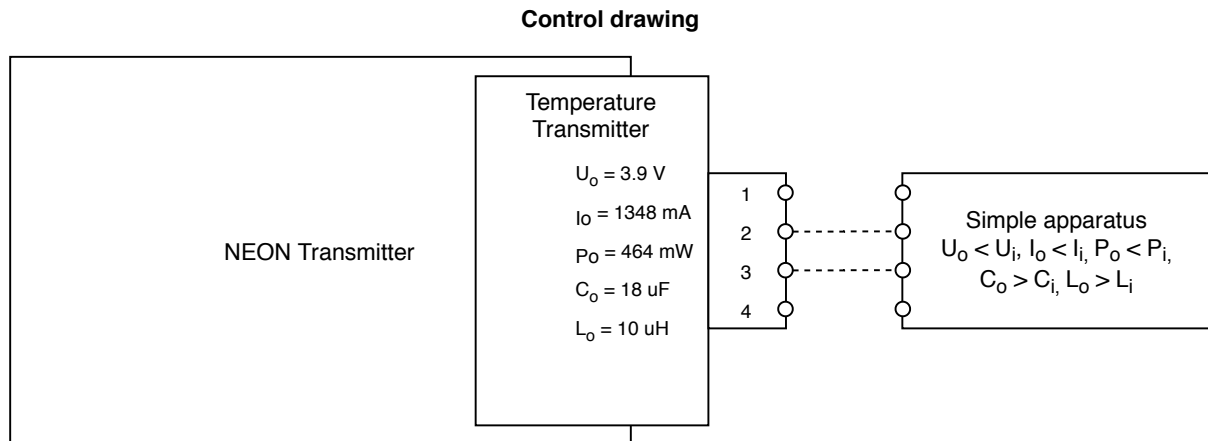 Control drawing
Temperature
Transmitter
Uo = 3.9 V
Io = 1348 mA
Po = 464 mW
Co = 18 uF
Lo = 10 uH
NEON Transmitter
1
2
3
4
Simple apparatus
Uo < Ui, Io < Ii, Po < Pi,
Co > Ci, Lo > Li